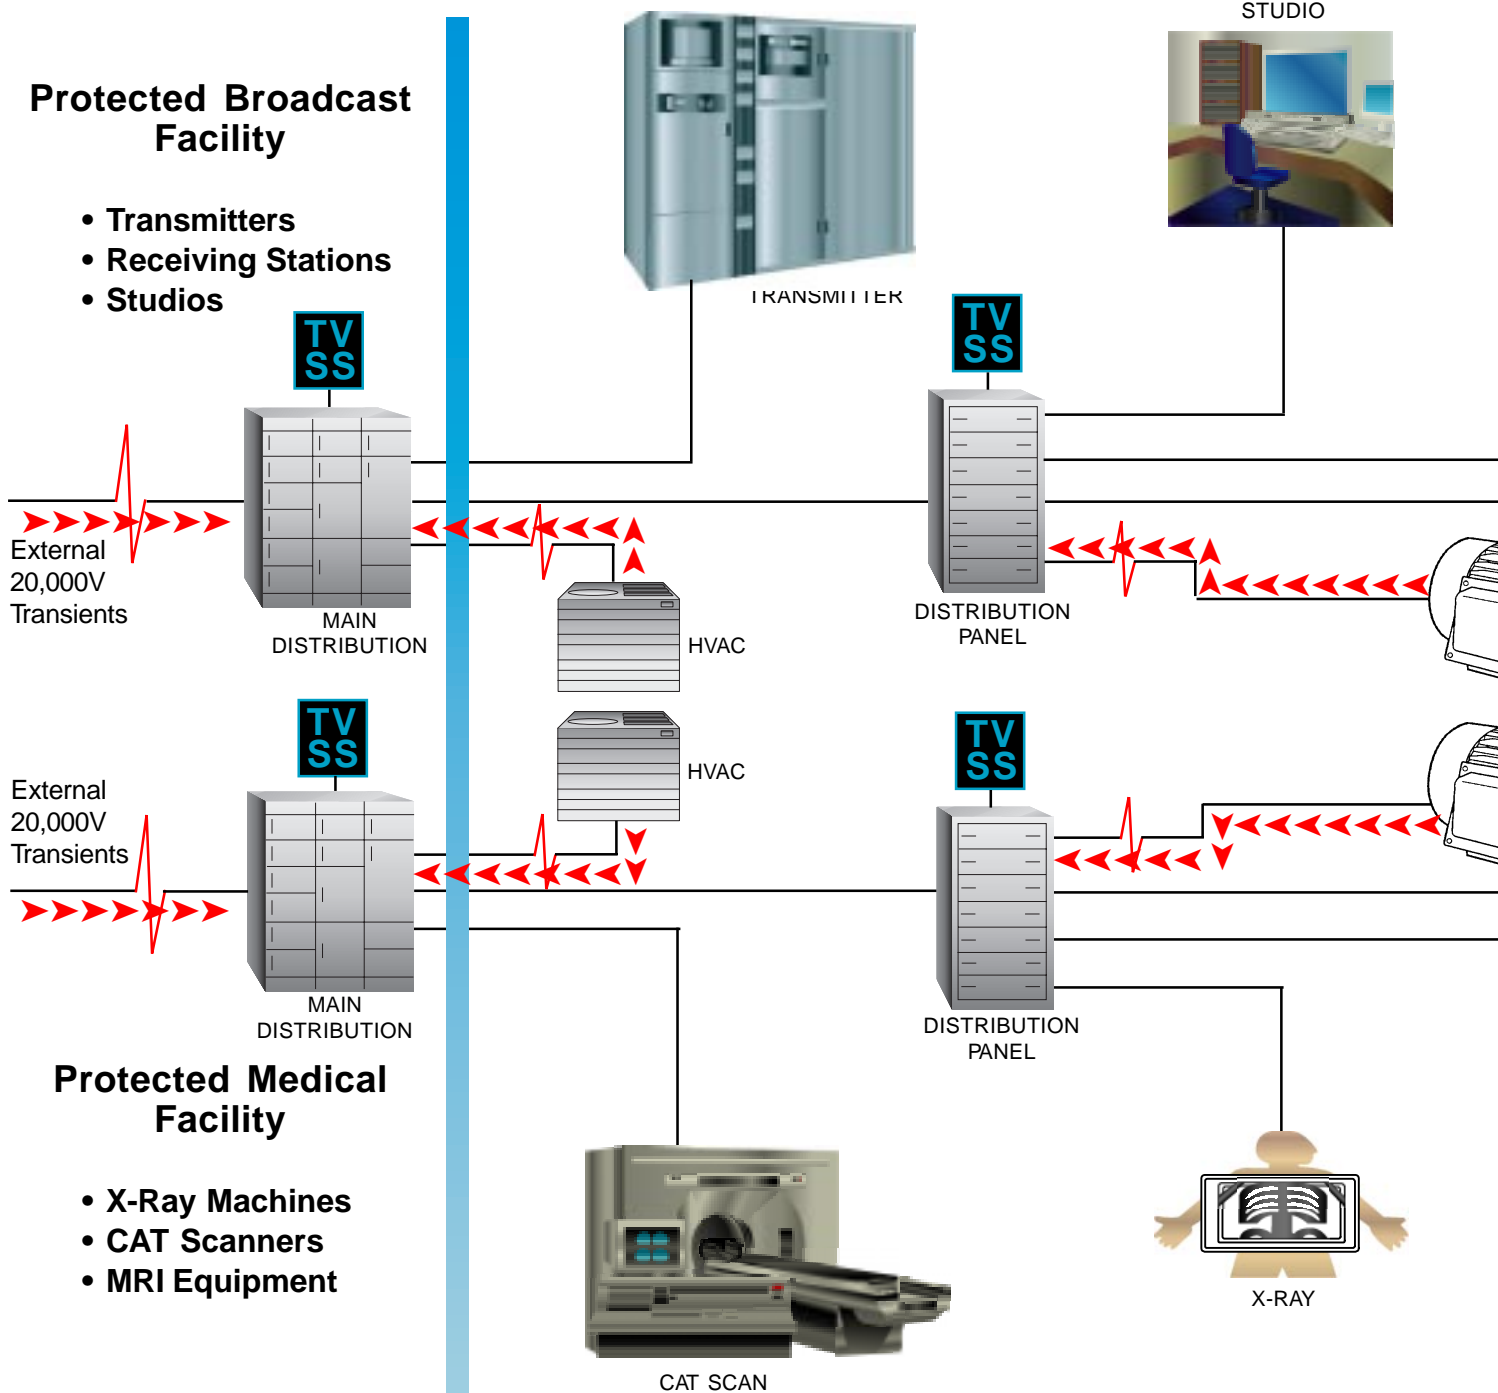 STUDIO
Protected Broadcast
Facility
• Transmitters
• Receiving Stations
• Studios
TRANSMITTER
TV
SS
TV
SS
External
20,000V
Transients
MAIN
DISTRIBUTION
HVAC
DISTRIBUTION
PANEL
TV
SS
TV
SS
HVAC
External
20,000V
Transients
MAIN
DISTRIBUTION
DISTRIBUTION
PANEL
Protected Medical
Facility
• X-Ray Machines
• CAT Scanners
• MRI Equipment
X-RAY
CAT SCAN